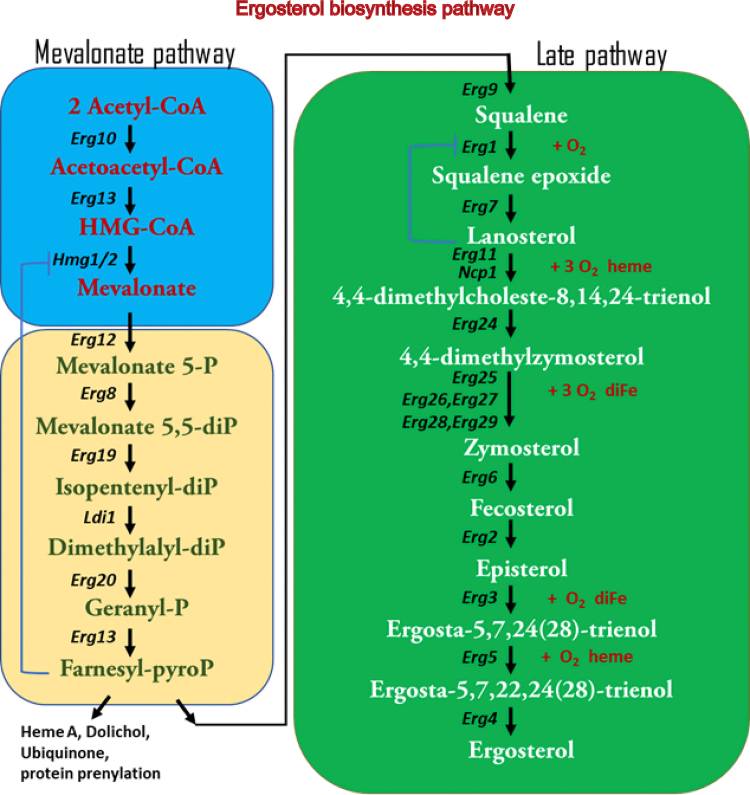 Ergosterol biosynthesis pathway
Mevalonate pathway
2 Acetyl-CoA
Erg10
Acetoacetyl-CoA
Erg13
HMG-CoA
Hmg1/2
Mevalonate
Erg12
Mevalonate 5-P
Erg8
Mevalonate 5,5-diP
Erg19
Isopentenyl-diP
Ldi1
Dimethylalyl-diP
Erg20
Geranyl-P
Erg13
Farnesyl-pyroP
Heme A, Dolichol,
Ubiquinone,
protein prenylation
Late pathway
Erg9
Squalene
Erg1 + O₂
Squalene epoxide
Erg7
Lanosterol
Erg11
Ncp1 + 3 O₂ heme
4,4-dimethylcholeste-8,14,24-trienol
Erg24
4,4-dimethylzymosterol
Erg25
Erg26,Erg27 + 3 O₂ diFe
Erg28,Erg29
Zymosterol
Erg6
Fecosterol
Erg2
Episterol
Erg3 + O₂ diFe
Ergosta-5,7,24(28)-trienol
Erg5 + O₂ heme
Ergosta-5,7,22,24(28)-trienol
Erg4
Ergosterol